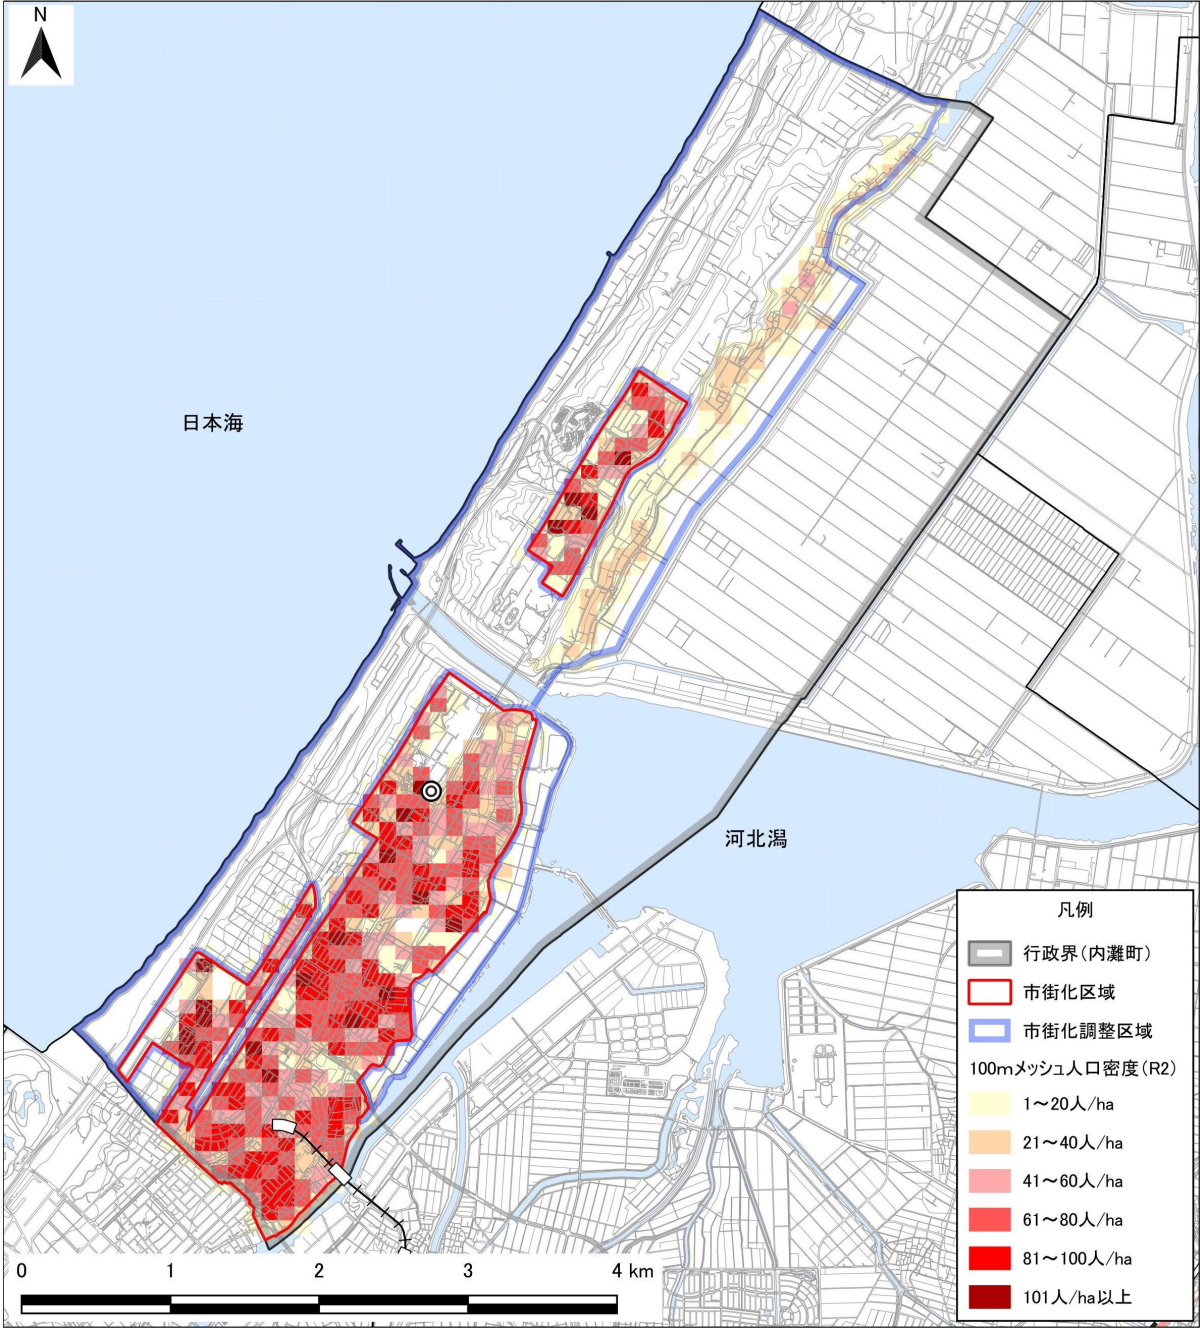 N
日本海
河北潟
凡例
行政界(内灘町)
市街化区域
市街化調整区域
100mメッシュ人口密度(R2)
1～20人/ha
21～40人/ha
41～60人/ha
61～80人/ha
81～100人/ha
101人/ha以上
0 1 2 3 4 km